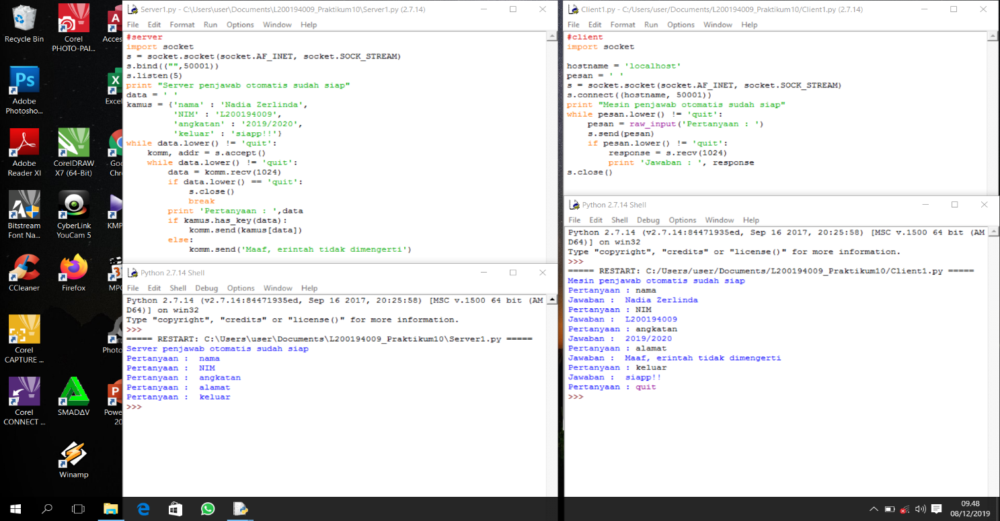 Recycle Bin
Corel
PHOTO-PAI...
Acces
Adobe
Photosho...
Excel
Adobe
Reader XI
CorelDRAW
X7 (64-Bit)
Goo
Chr
Bitstream
Font Na...
CyberLink
YouCam 5
KMP
CCleaner
Firefox
MPC
Corel
CAPTURE ...
Photo
Corel
CONNECT ...
SMADΔV
Powe
20
Winamp
Server1.py - C:\Users\user\Documents\L200194009_Praktikum10\Server1.py (2.7.14)
File Edit Format Run Options Window Help
#server
import socket
s = socket.socket(socket.AF_INET, socket.SOCK_STREAM)
s.bind(("",50001))
s.listen(5)
print "Server penjawab otomatis sudah siap"
data = ' '
kamus = {'nama' : 'Nadia Zerlinda',
         'NIM' : 'L200194009',
         'angkatan' : '2019/2020',
         'keluar' : 'siapp!!'}
while data.lower() != 'quit':
    komm, addr = s.accept()
    while data.lower() != 'quit':
        data = komm.recv(1024)
        if data.lower() == 'quit':
            s.close()
            break
        print 'Pertanyaan : ',data
        if kamus.has_key(data):
            komm.send(kamus[data])
        else:
            komm.send('Maaf, erintah tidak dimengerti')
Python 2.7.14 Shell
File Edit Shell Debug Options Window Help
Python 2.7.14 (v2.7.14:84471935ed, Sep 16 2017, 20:25:58) [MSC v.1500 64 bit (AM
D64)] on win32
Type "copyright", "credits" or "license()" for more information.
>>>
===== RESTART: C:\Users\user\Documents\L200194009_Praktikum10\Server1.py =====
Server penjawab otomatis sudah siap
Pertanyaan :  nama
Pertanyaan :  NIM
Pertanyaan :  angkatan
Pertanyaan :  alamat
Pertanyaan :  keluar
>>>
Client1.py - C:/Users/user/Documents/L200194009_Praktikum10/Client1.py (2.7.14)
File Edit Format Run Options Window Help
#client
import socket
hostname = 'localhost'
pesan = ' '
s = socket.socket(socket.AF_INET, socket.SOCK_STREAM)
s.connect((hostname, 50001))
print "Mesin penjawab otomatis sudah siap"
while pesan.lower() != 'quit':
    pesan = raw_input('Pertanyaan : ')
    s.send(pesan)
    if pesan.lower() != 'quit':
        response = s.recv(1024)
        print 'Jawaban : ', response
s.close()
Python 2.7.14 Shell
File Edit Shell Debug Options Window Help
Python 2.7.14 (v2.7.14:84471935ed, Sep 16 2017, 20:25:58) [MSC v.1500 64 bit (AM
D64)] on win32
Type "copyright", "credits" or "license()" for more information.
>>>
===== RESTART: C:/Users/user/Documents/L200194009_Praktikum10/Client1.py =====
Mesin penjawab otomatis sudah siap
Pertanyaan : nama
Jawaban :  Nadia Zerlinda
Pertanyaan : NIM
Jawaban :  L200194009
Pertanyaan : angkatan
Jawaban :  2019/2020
Pertanyaan : alamat
Jawaban :  Maaf, erintah tidak dimengerti
Pertanyaan : keluar
Jawaban :  siapp!!
Pertanyaan : quit
>>>
09.48
08/12/2019